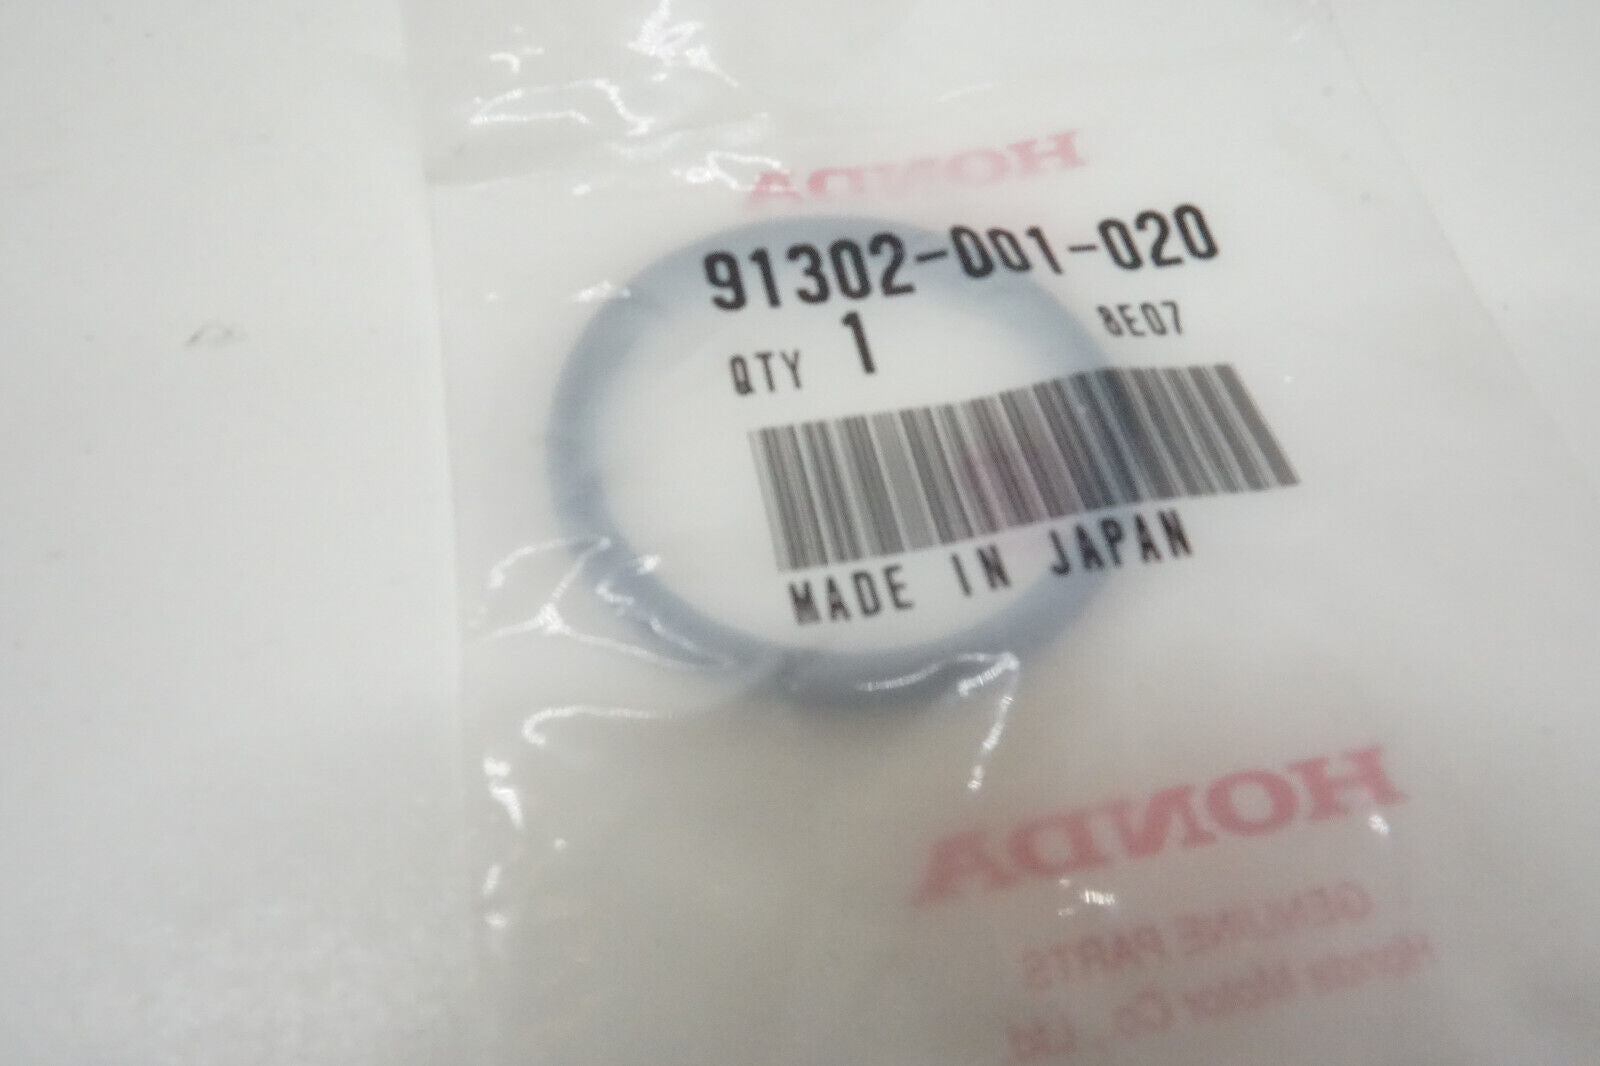 HONDA
91302-001-020
QTY 1 8E07
MADE IN JAPAN
HONDA
GENUINE PARTS
Honda Motor Co., Ltd.